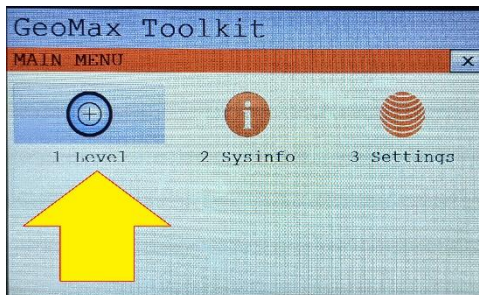 GeoMax Toolkit
MAIN MENU
1 Level
2 Sysinfo
3 Settings